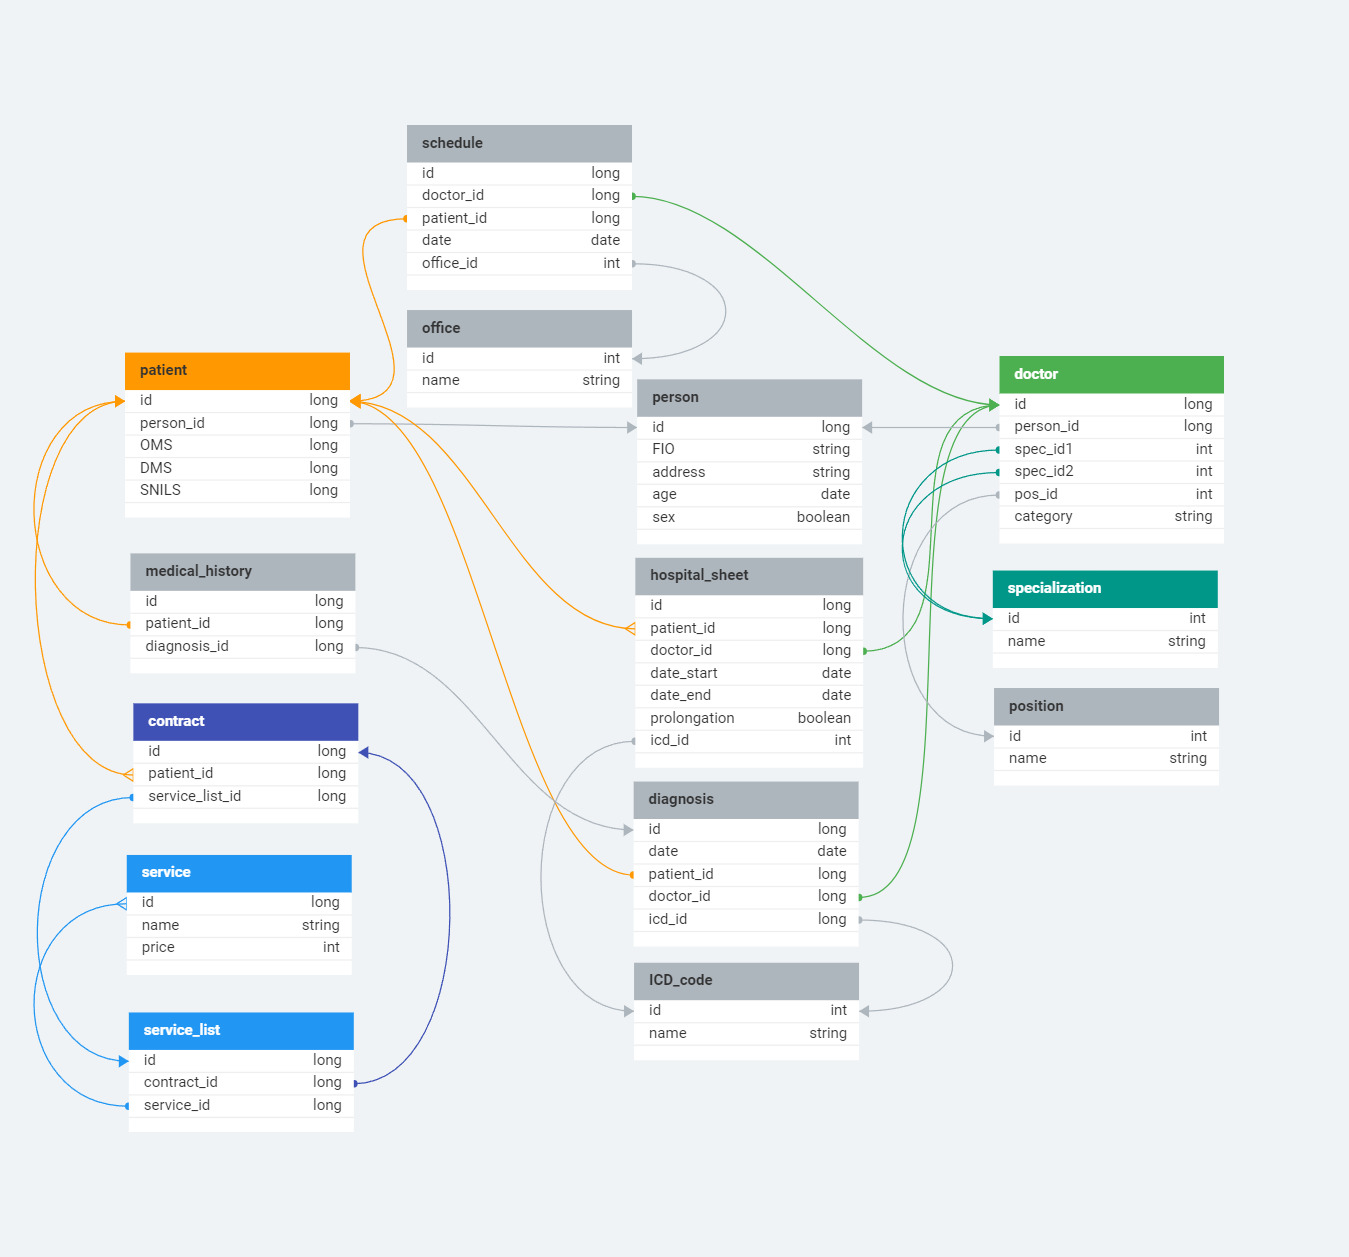 schedule
id long
doctor_id long
patient_id long
date date
office_id int
office
id int
name string
patient
id long
person_id long
OMS long
DMS long
SNILS long
person
id long
FIO string
address string
age date
sex boolean
doctor
id long
person_id long
spec_id1 int
spec_id2 int
pos_id int
category string
medical_history
id long
patient_id long
diagnosis_id long
hospital_sheet
id long
patient_id long
doctor_id long
date_start date
date_end date
prolongation boolean
icd_id int
specialization
id int
name string
position
id int
name string
contract
id long
patient_id long
service_list_id long
diagnosis
id long
date date
patient_id long
doctor_id long
icd_id long
service
id long
name string
price int
ICD_code
id int
name string
service_list
id long
contract_id long
service_id long